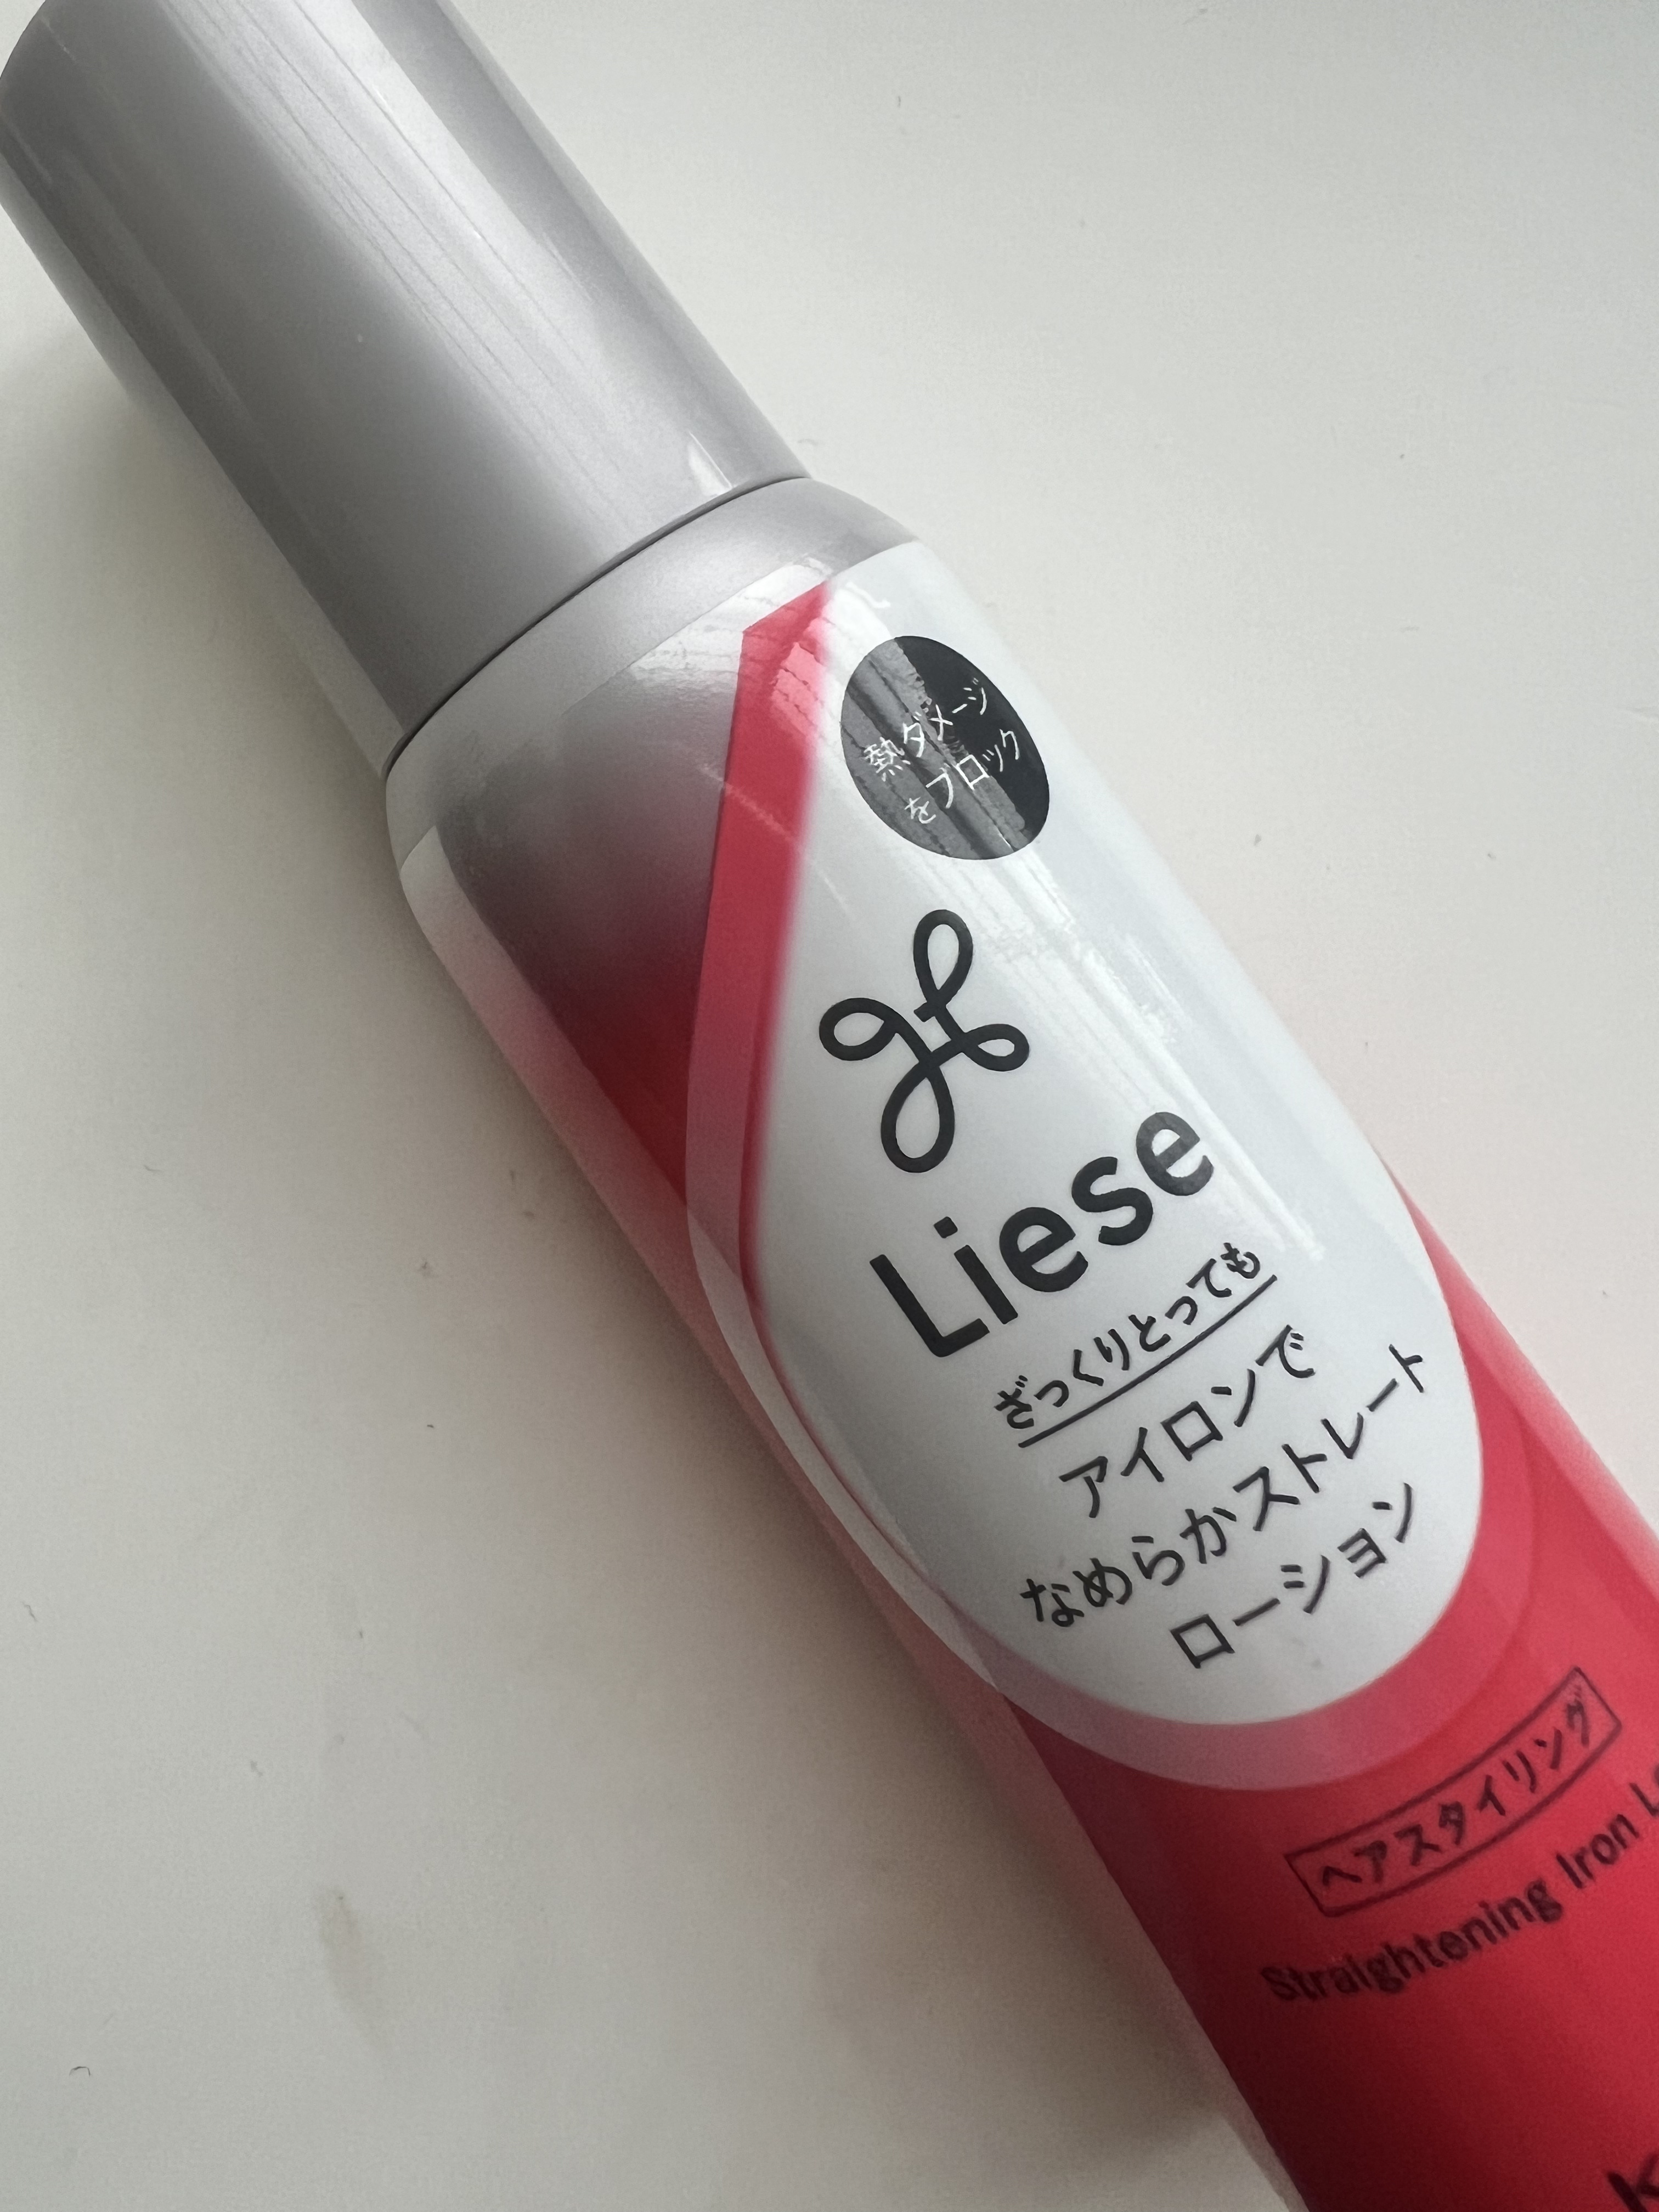 熱ダメージ
をブロック
Liese
ざっくりとっても
アイロンで
なめらかストレート
ローション
ヘアスタイリング
Straightening Iron